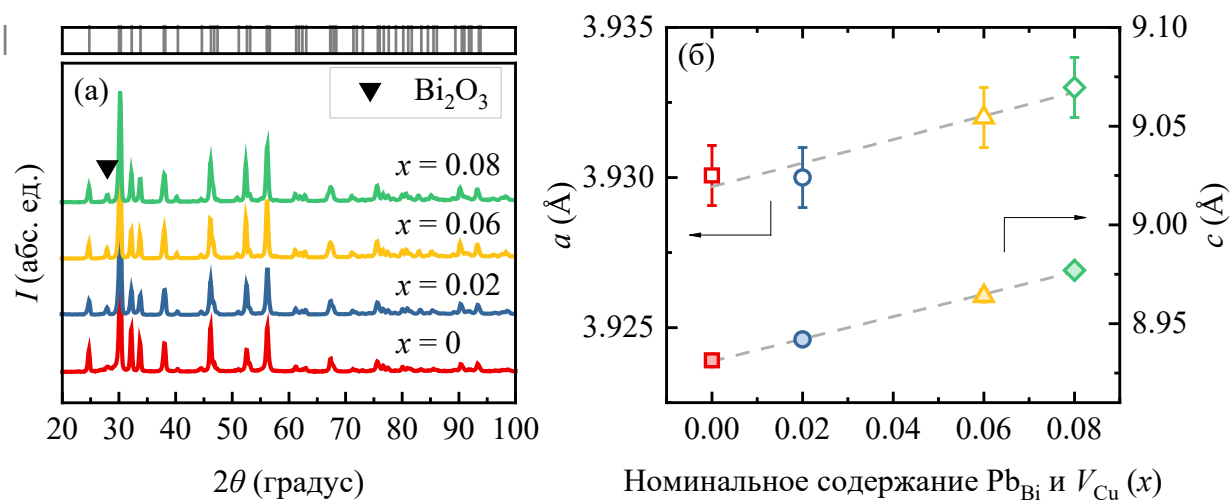 (а)
▼ Bi₂O₃
x = 0.08
x = 0.06
x = 0.02
x = 0
I (абс. ед.)
20 30 40 50 60 70 80 90 100
2θ (градус)
(б)
3.935
3.930
3.925
a (Å)
9.10
9.05
9.00
8.95
c (Å)
0.00 0.02 0.04 0.06 0.08
Номинальное содержание Pb_Bi и V_Cu (x)